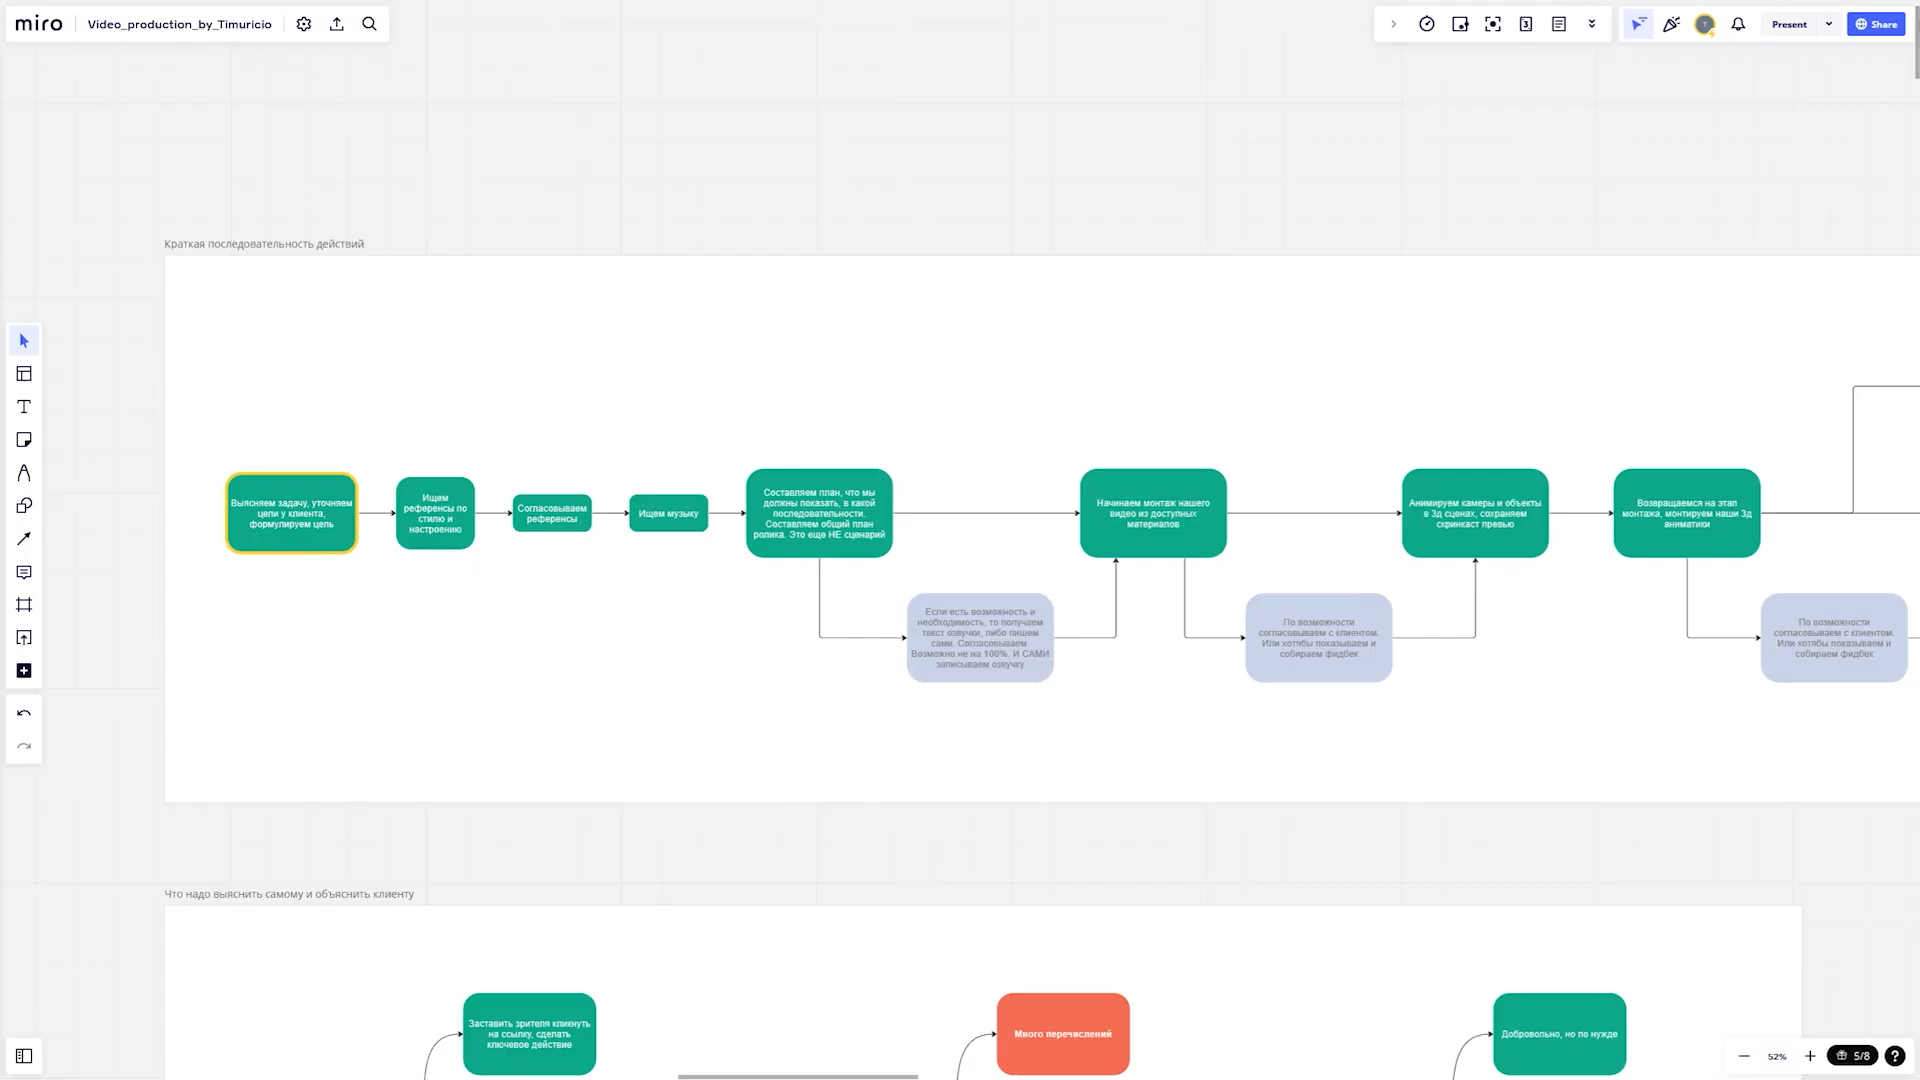 miro
Video_production_by_Timuricio
3
T
Present
Share
Краткая последовательность действий
Выясняем задачу, уточняем
цели у клиента,
формулируем цель
Ищем
референсы по
стилю и
настроению
Согласовываем
референсы
Ищем музыку
Составляем план, что мы
должны показать, в какой
последовательности.
Составляем общий план
ролика. Это еще НЕ сценарий
Начинаем монтаж нашего
видео из доступных
материалов
Анимируем камеры и объекты
в 3д сценах, сохраняем
скринкаст превью
Возвращаемся на этап
монтажа, монтируем наши 3д
аниматики
Если есть возможность и
необходимость, то получаем
текст озвучки, либо пишем
сами. Согласовываем.
Возможно не на 100%. И САМИ
записываем озвучку
По возможности
согласовываем с клиентом.
Или хотябы показываем и
собираем фидбек
По возможности
согласовываем с клиентом.
Или хотябы показываем и
собираем фидбек
Что надо выяснить самому и объяснить клиенту
Заставить зрителя кликнуть
на ссылку, сделать
ключевое действие
Много перечислений
Добровольно, но по нужде
52%
5/8
?